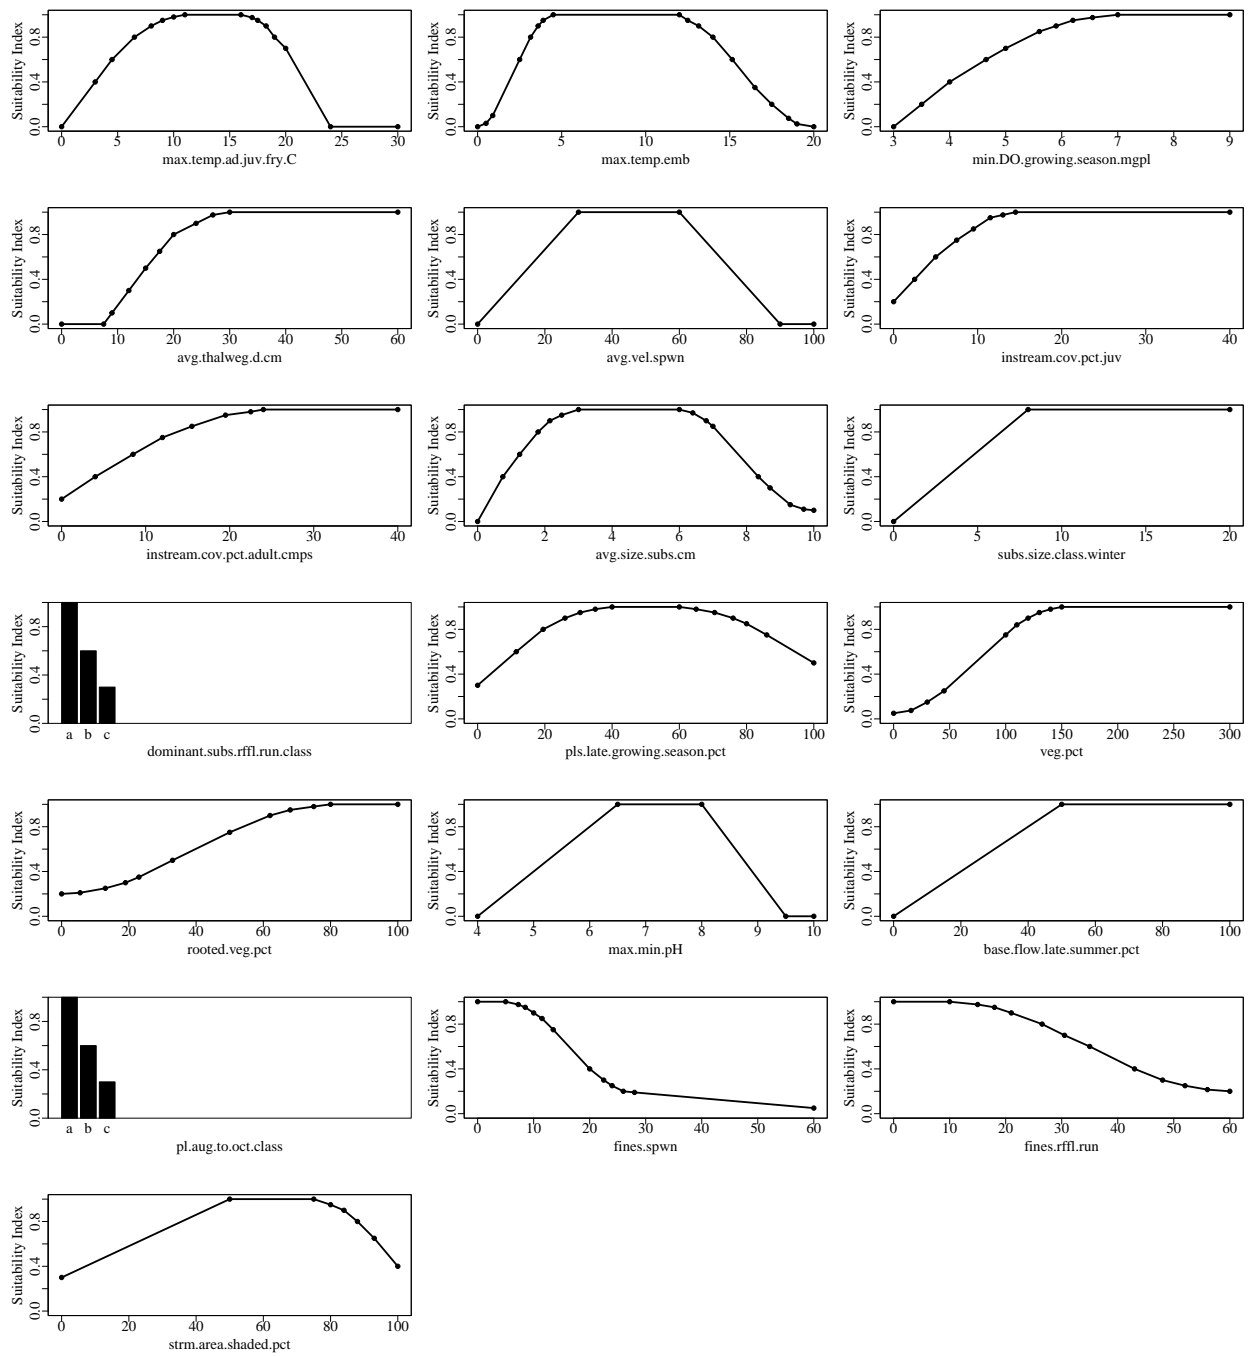 Suitability Index
0.0 0.4 0.8
0 5 10 15 20 25 30
max.temp.ad.juv.fry.C
Suitability Index
0.0 0.4 0.8
0 5 10 15 20
max.temp.emb
Suitability Index
0.0 0.4 0.8
3 4 5 6 7 8 9
min.DO.growing.season.mgpl
Suitability Index
0.0 0.4 0.8
0 10 20 30 40 50 60
avg.thalweg.d.cm
Suitability Index
0.0 0.4 0.8
0 20 40 60 80 100
avg.vel.spwn
Suitability Index
0.0 0.4 0.8
0 10 20 30 40
instream.cov.pct.juv
Suitability Index
0.0 0.4 0.8
0 10 20 30 40
instream.cov.pct.adult.cmps
Suitability Index
0.0 0.4 0.8
0 2 4 6 8 10
avg.size.subs.cm
Suitability Index
0.0 0.4 0.8
0 5 10 15 20
subs.size.class.winter
Suitability Index
0.0 0.4 0.8
a b c
dominant.subs.rffl.run.class
Suitability Index
0.0 0.4 0.8
0 20 40 60 80 100
pls.late.growing.season.pct
Suitability Index
0.0 0.4 0.8
0 50 100 150 200 250 300
veg.pct
Suitability Index
0.0 0.4 0.8
0 20 40 60 80 100
rooted.veg.pct
Suitability Index
0.0 0.4 0.8
4 5 6 7 8 9 10
max.min.pH
Suitability Index
0.0 0.4 0.8
0 20 40 60 80 100
base.flow.late.summer.pct
Suitability Index
0.0 0.4 0.8
a b c
pl.aug.to.oct.class
Suitability Index
0.0 0.4 0.8
0 10 20 30 40 50 60
fines.spwn
Suitability Index
0.0 0.4 0.8
0 10 20 30 40 50 60
fines.rffl.run
Suitability Index
0.0 0.4 0.8
0 20 40 60 80 100
strm.area.shaded.pct